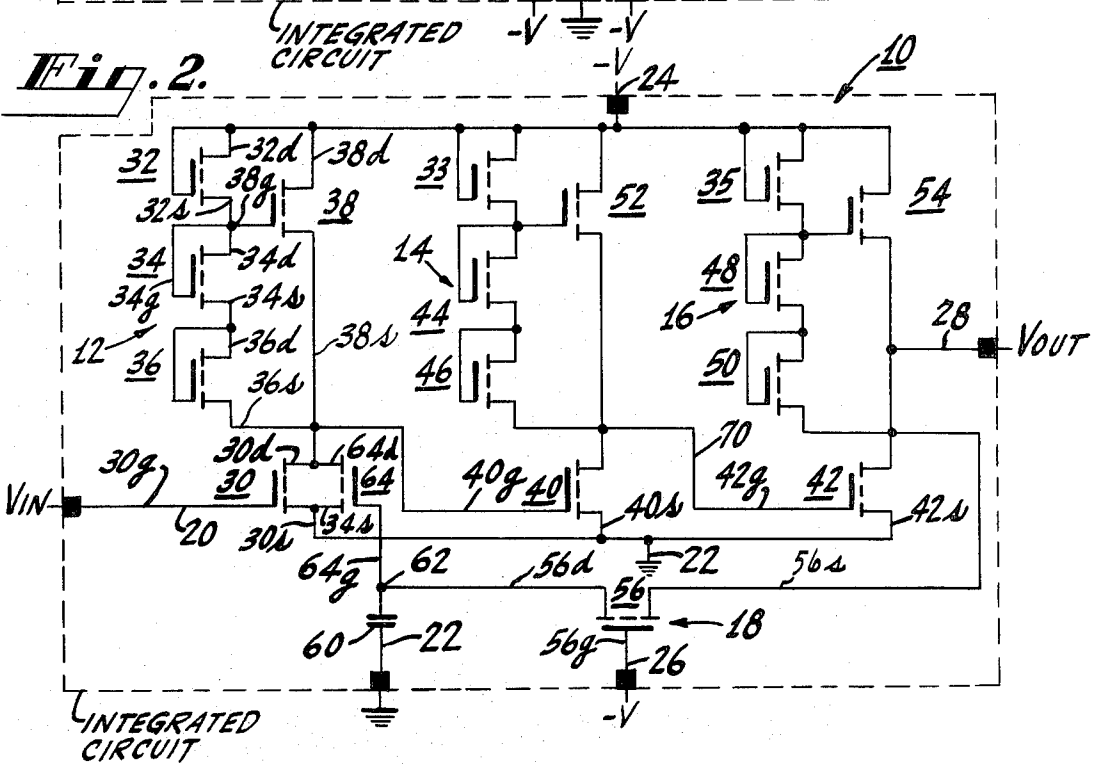 INTEGRATED
CIRCUIT
-V
-V
Fig. 2.
-V
24
10
32
32d
38d
33
52
35
54
38g
32s
38
34
34d
14
48
34g
34s
44
16
28
VOUT
12
36
36d
38s
46
50
36s
70
30g
30d
64d
30
64
40g
40
42g
42
VIN
20
30s
34s
40s
42s
64g
62
56d
22
56
56s
60
22
56g
18
26
-V
INTEGRATED
CIRCUIT